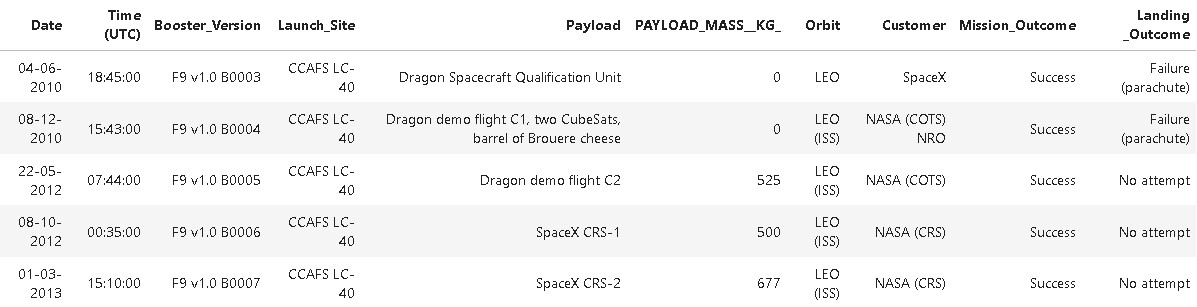 Date Time (UTC) Booster_Version Launch_Site Payload PAYLOAD_MASS__KG_ Orbit Customer Mission_Outcome Landing _Outcome
04-06-2010 18:45:00 F9 v1.0 B0003 CCAFS LC-40 Dragon Spacecraft Qualification Unit 0 LEO SpaceX Success Failure (parachute)
08-12-2010 15:43:00 F9 v1.0 B0004 CCAFS LC-40 Dragon demo flight C1, two CubeSats, barrel of Brouere cheese 0 LEO (ISS) NASA (COTS) NRO Success Failure (parachute)
22-05-2012 07:44:00 F9 v1.0 B0005 CCAFS LC-40 Dragon demo flight C2 525 LEO (ISS) NASA (COTS) Success No attempt
08-10-2012 00:35:00 F9 v1.0 B0006 CCAFS LC-40 SpaceX CRS-1 500 LEO (ISS) NASA (CRS) Success No attempt
01-03-2013 15:10:00 F9 v1.0 B0007 CCAFS LC-40 SpaceX CRS-2 677 LEO (ISS) NASA (CRS) Success No attempt